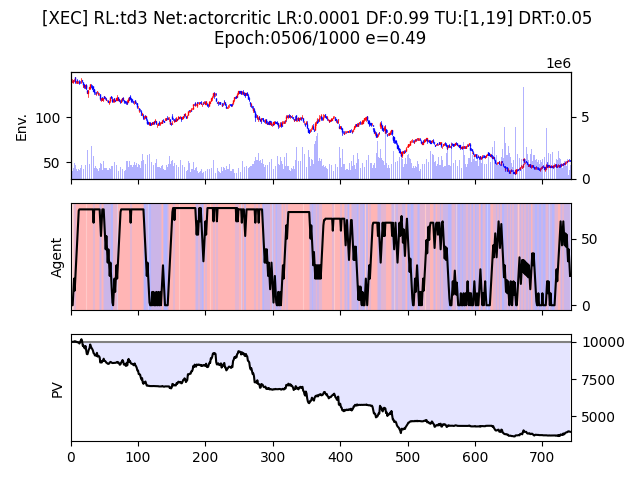 [XEC] RL:td3 Net:actorcritic LR:0.0001 DF:0.99 TU:[1,19] DRT:0.05
Epoch:0506/1000 e=0.49
1e6
Env.
100
50
5
0
Agent
50
0
PV
10000
7500
5000
0 100 200 300 400 500 600 700